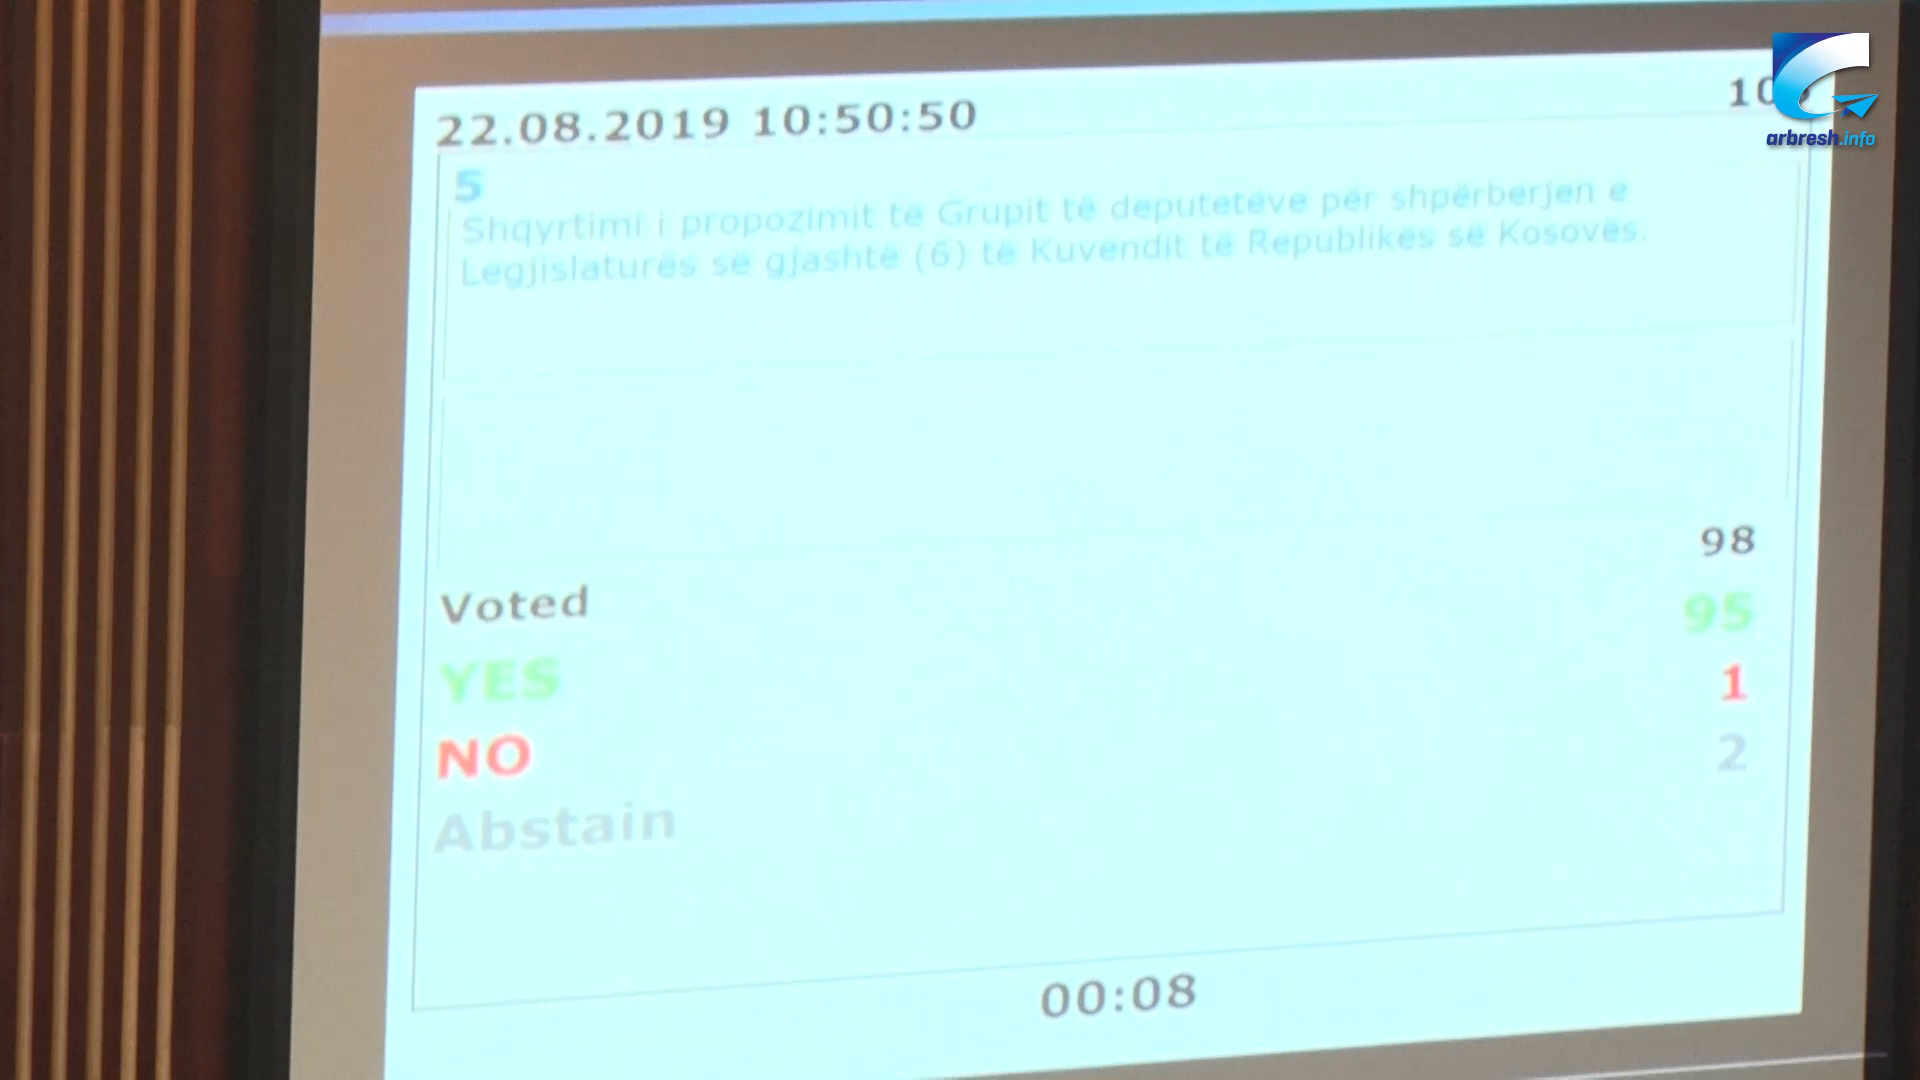 22.08.2019 10:50:50
arbresh.info
5
Shqyrtimi i propozimit të Grupit të deputetëve për shpërberjen e
Legjislaturës së gjashtë (6) të Kuvendit të Republikës së Kosovës.
98
Voted
95
YES
1
NO
2
Abstain
00:08